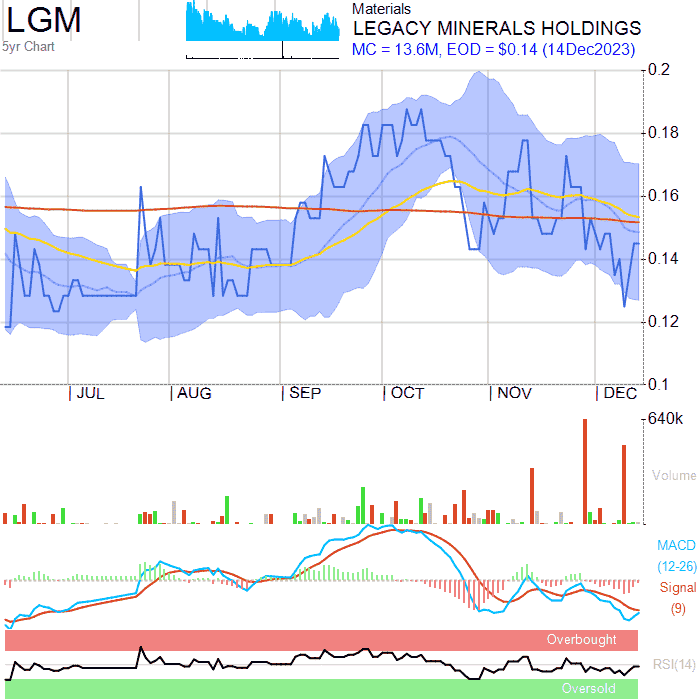 LGM
5yr Chart
Materials
LEGACY MINERALS HOLDINGS
MC = 13.6M, EOD = $0.14 (14Dec2023)
0.2
0.18
0.16
0.14
0.12
0.1
JUL AUG SEP OCT NOV DEC
640k
Volume
MACD
(12-26)
Signal
(9)
Overbought
RSI(14)
Oversold